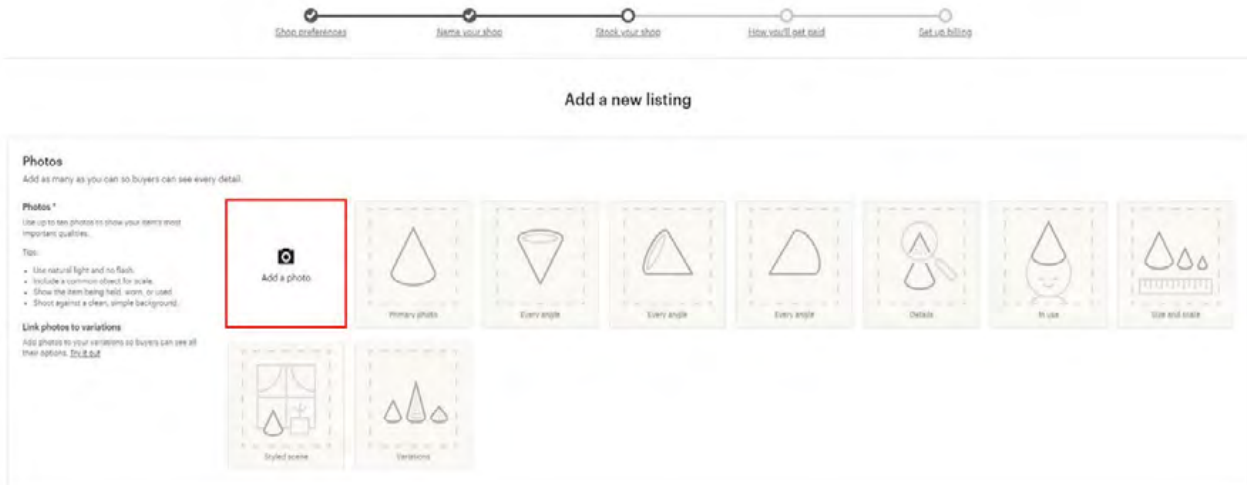 Shop preferences
Name your shop
Stock your shop
How you'll get paid
Set up billing
Add a new listing
Photos
Add as many as you can so buyers can see every detail.
Photos *
Use up to ten photos to show your item's most
important qualities.
Tips:
• Use natural light and no flash.
• Include a common object for scale.
• Show the item being held, worn, or used.
• Shoot against a clean, simple background.
Link photos to variations
Add photos to your variations so buyers can see all
their options. Try it out
Add a photo
Primary photo
Every angle
Every angle
Every angle
Details
In use
Size and scale
Styled scene
Variations